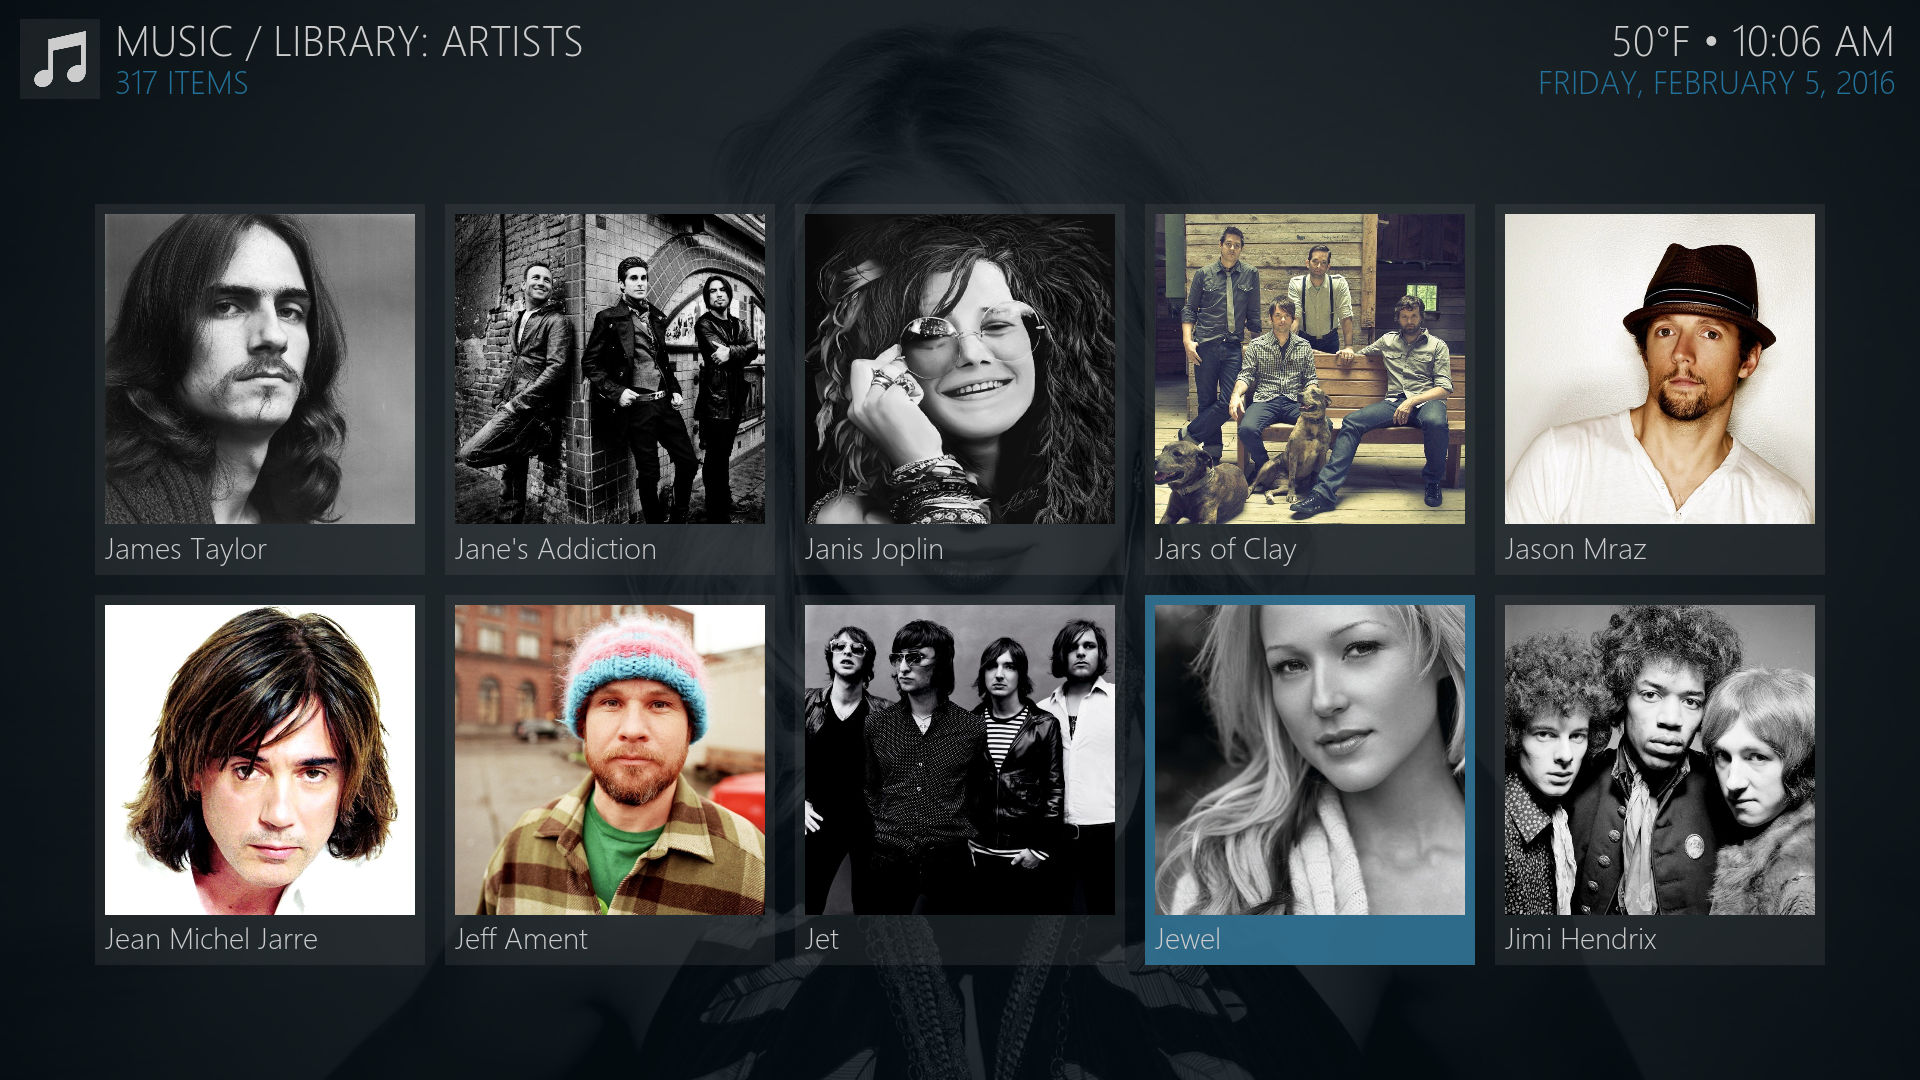 MUSIC / LIBRARY: ARTISTS
317 ITEMS
50°F • 10:06 AM
FRIDAY, FEBRUARY 5, 2016
James Taylor
Jane's Addiction
Janis Joplin
Jars of Clay
Jason Mraz
Jean Michel Jarre
Jeff Ament
Jet
Jewel
Jimi Hendrix